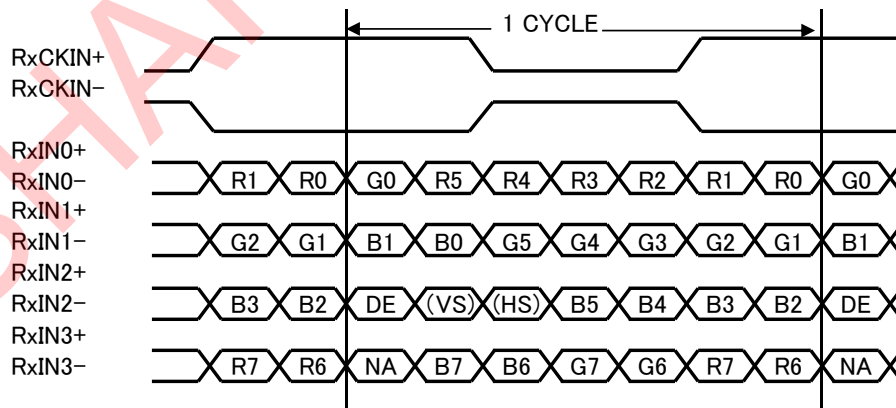 1 CYCLE
RxCKIN+
RxCKIN−
RxIN0+
RxIN0− R1 R0 G0 R5 R4 R3 R2 R1 R0 G0
RxIN1+
RxIN1− G2 G1 B1 B0 G5 G4 G3 G2 G1 B1
RxIN2+
RxIN2− B3 B2 DE (VS) (HS) B5 B4 B3 B2 DE
RxIN3+
RxIN3− R7 R6 NA B7 B6 G7 G6 R7 R6 NA